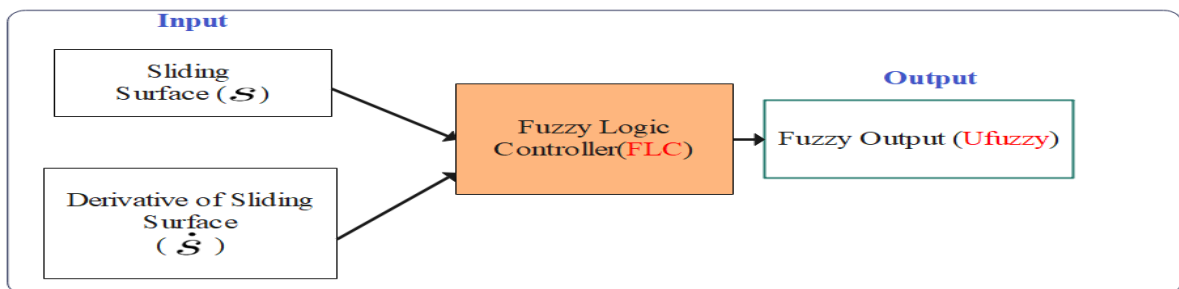 Input
Sliding
Surface (S)
Derivative of Sliding
Surface
( Ṡ )
Fuzzy Logic
Controller(FLC)
Output
Fuzzy Output (Ufuzzy)